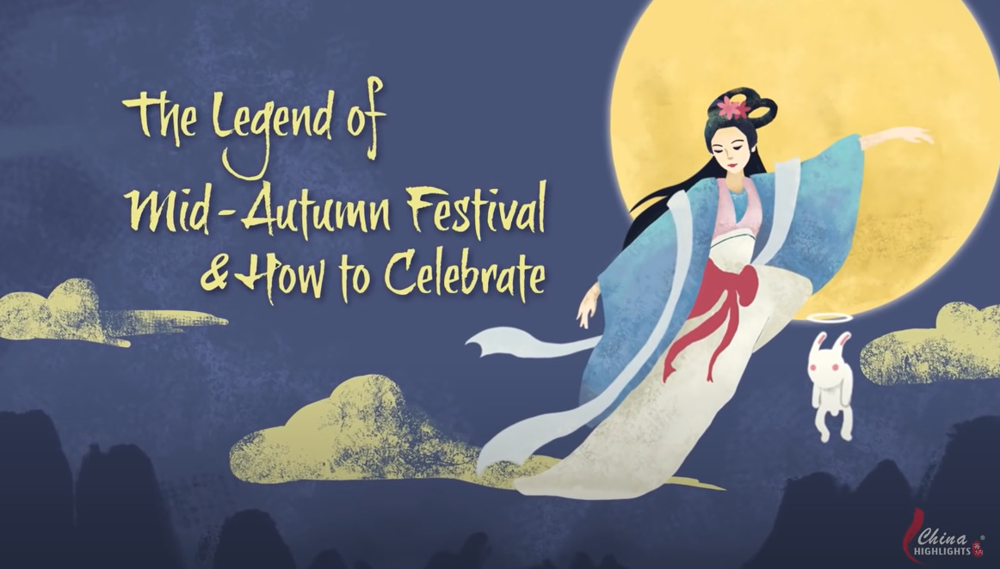 The Legend of
Mid-Autumn Festival
& How to Celebrate
China
HIGHLIGHTS®